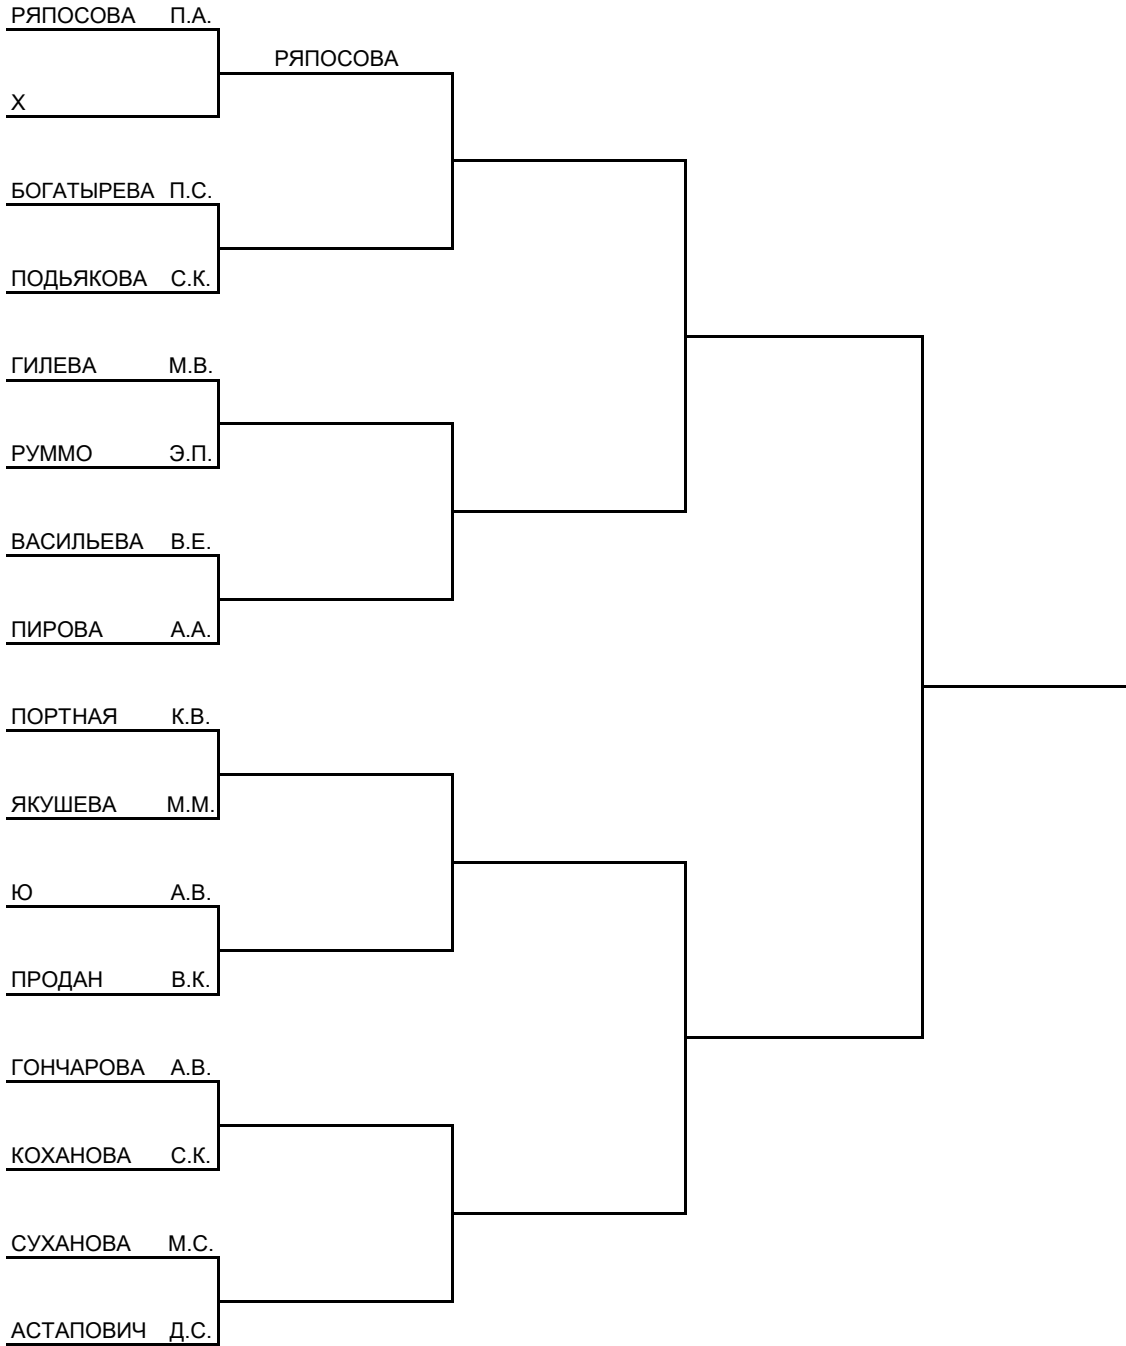 РЯПОСОВА П.А.
РЯПОСОВА
Х
БОГАТЫРЕВА П.С.
ПОДЬЯКОВА С.К.
ГИЛЕВА М.В.
РУММО Э.П.
ВАСИЛЬЕВА В.Е.
ПИРОВА А.А.
ПОРТНАЯ К.В.
ЯКУШЕВА М.М.
Ю А.В.
ПРОДАН В.К.
ГОНЧАРОВА А.В.
КОХАНОВА С.К.
СУХАНОВА М.С.
АСТАПОВИЧ Д.С.